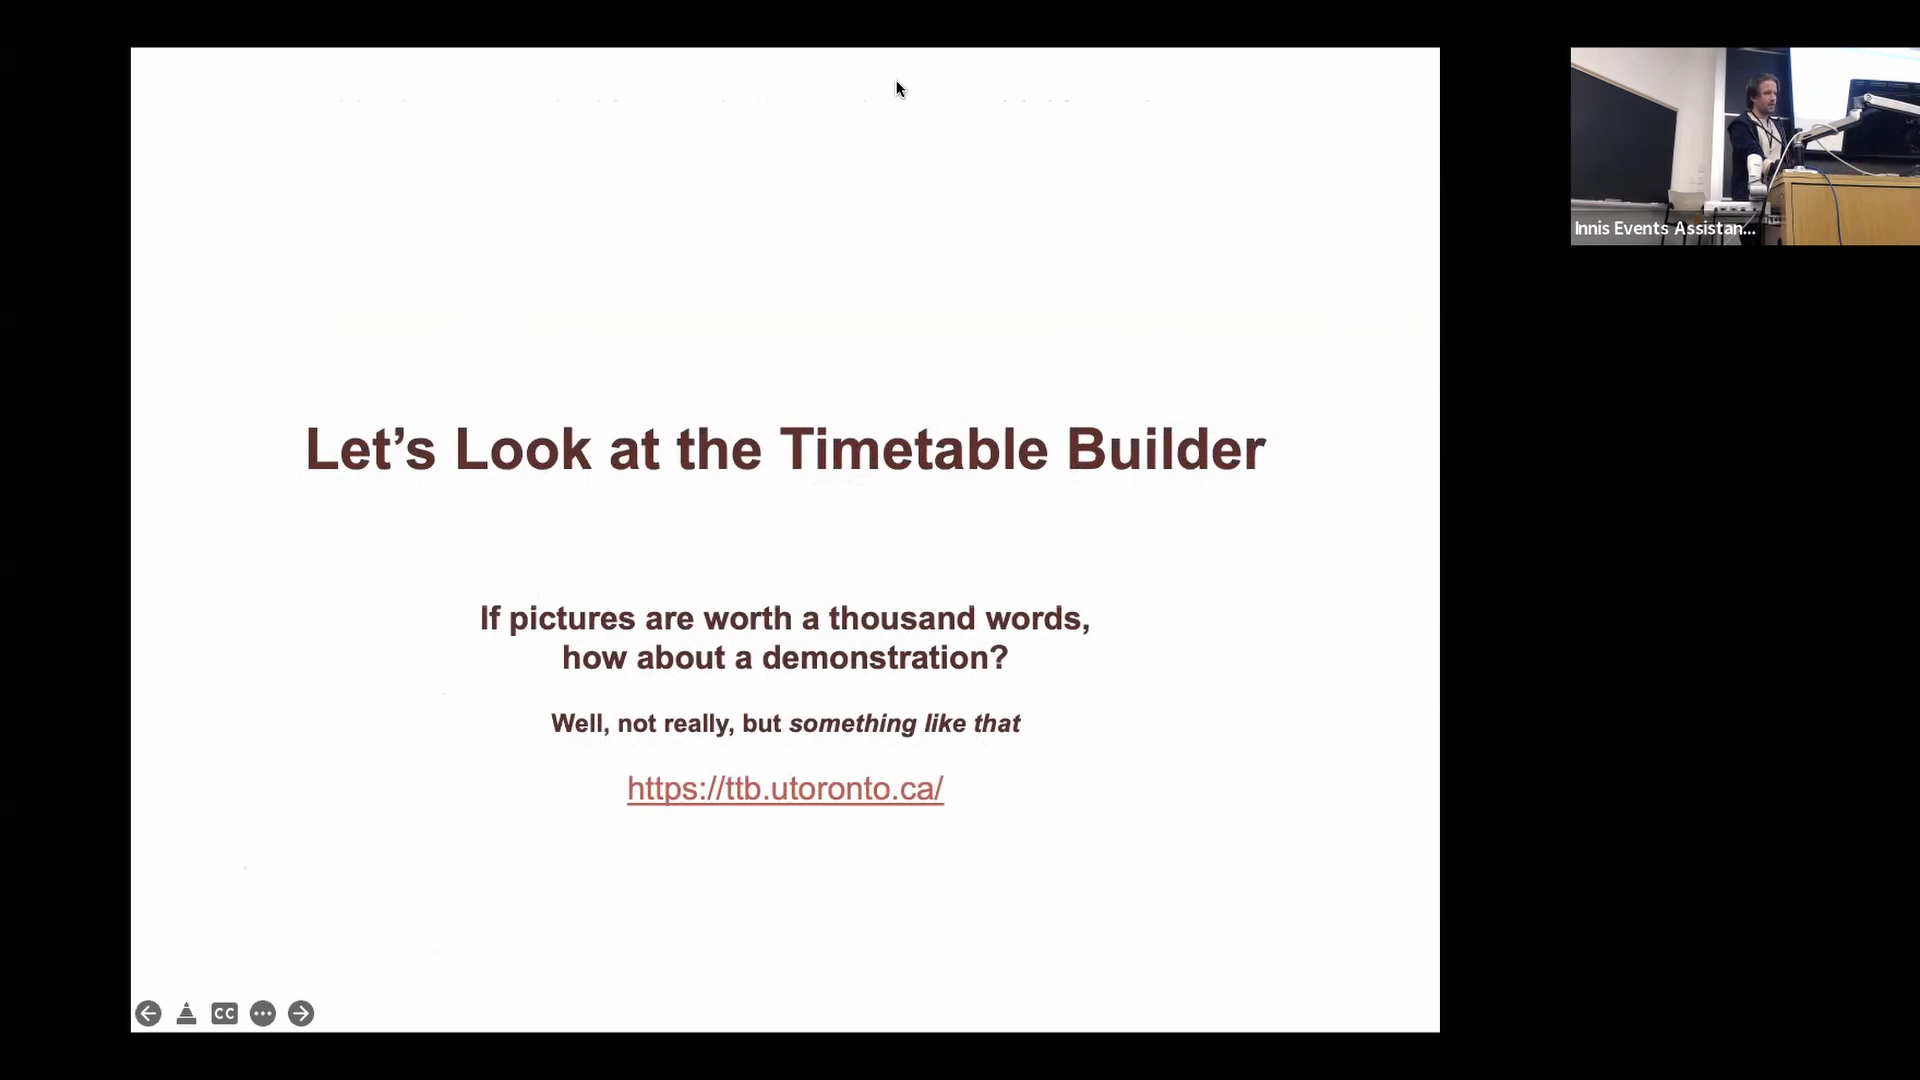 Let’s Look at the Timetable Builder
If pictures are worth a thousand words,
how about a demonstration?
Well, not really, but something like that
https://ttb.utoronto.ca/
CC
Innis Events Assistan...